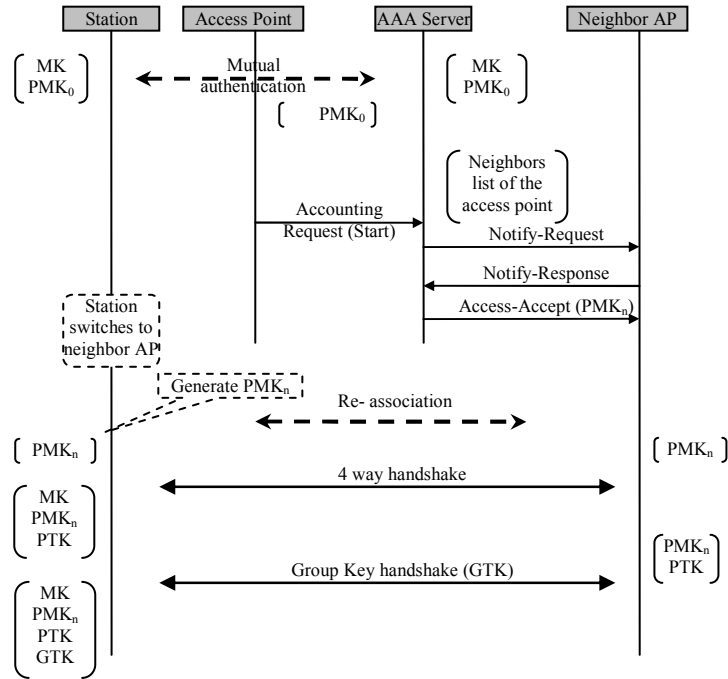 Station
Access Point
AAA Server
Neighbor AP
MK
PMK₀
Mutual
authentication
MK
PMK₀
PMK₀
Neighbors
list of the
access point
Accounting
Request (Start)
Notify-Request
Notify-Response
Access-Accept (PMKₙ)
Station
switches to
neighbor AP
Generate PMKₙ
Re- association
PMKₙ
PMKₙ
4 way handshake
MK
PMKₙ
PTK
PMKₙ
PTK
Group Key handshake (GTK)
MK
PMKₙ
PTK
GTK